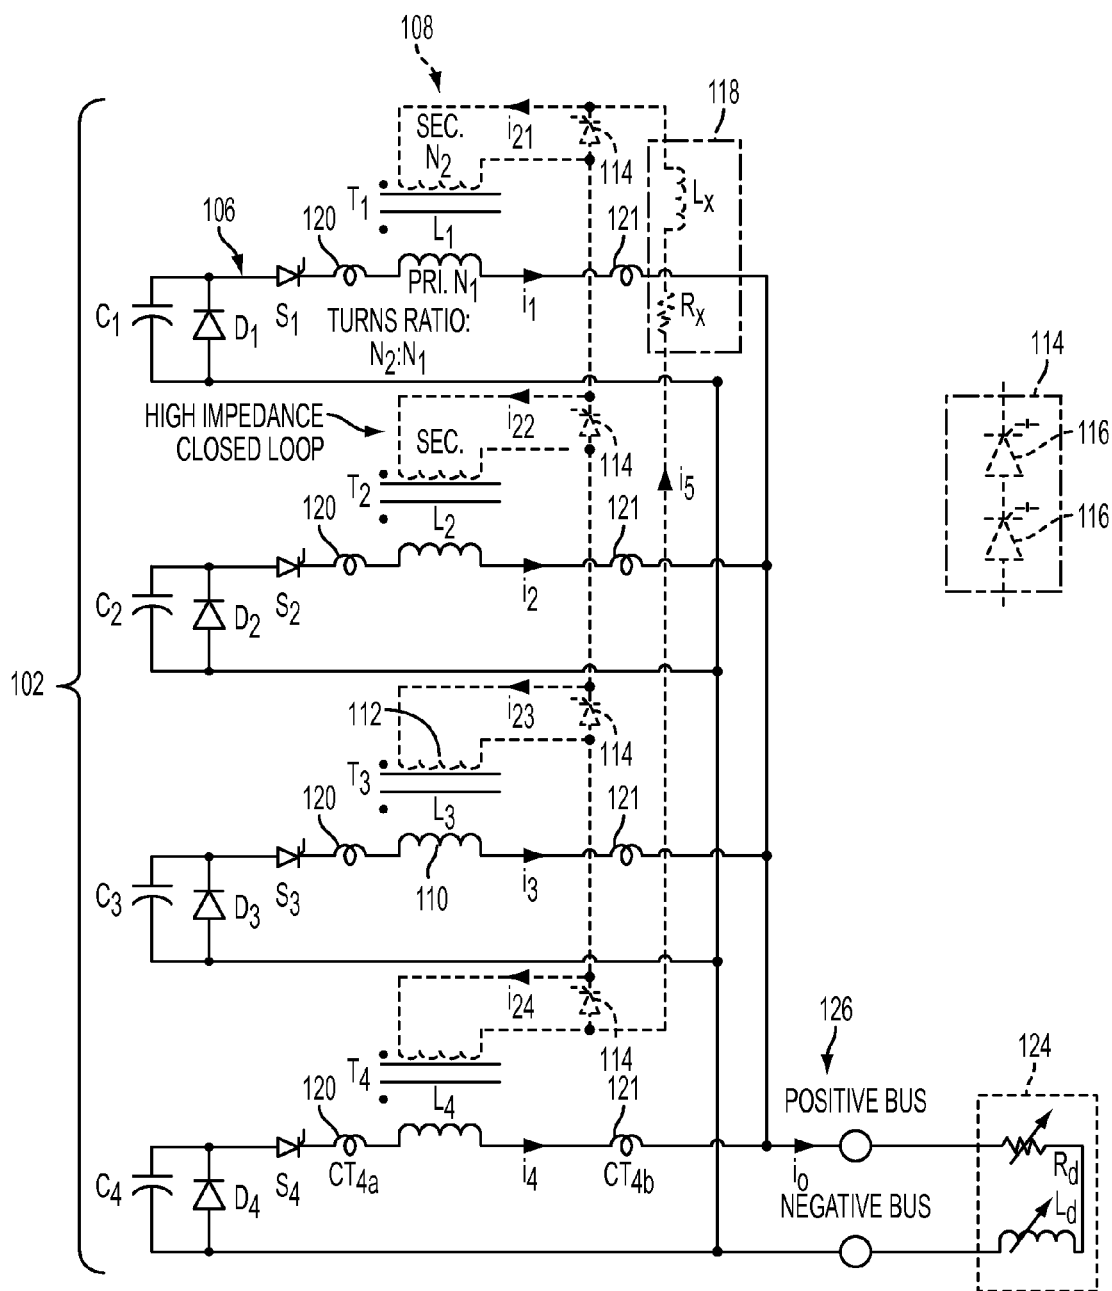 108
118
SEC.
N2
i21
114
Lx
T1
L1
106
120
121
PRI. N1
i1
Rx
C1
D1
S1
TURNS RATIO:
N2:N1
114
HIGH IMPEDANCE
CLOSED LOOP
i22
SEC.
114
116
T2
i5
120
L2
121
116
C2
D2
S2
i2
102
i23
112
114
T3
120
L3
121
C3
D3
S3
110
i3
i24
126
114
124
T4
120
L4
121
POSITIVE BUS
C4
D4
S4
CT4a
i4
CT4b
io
Rd
NEGATIVE BUS
Ld